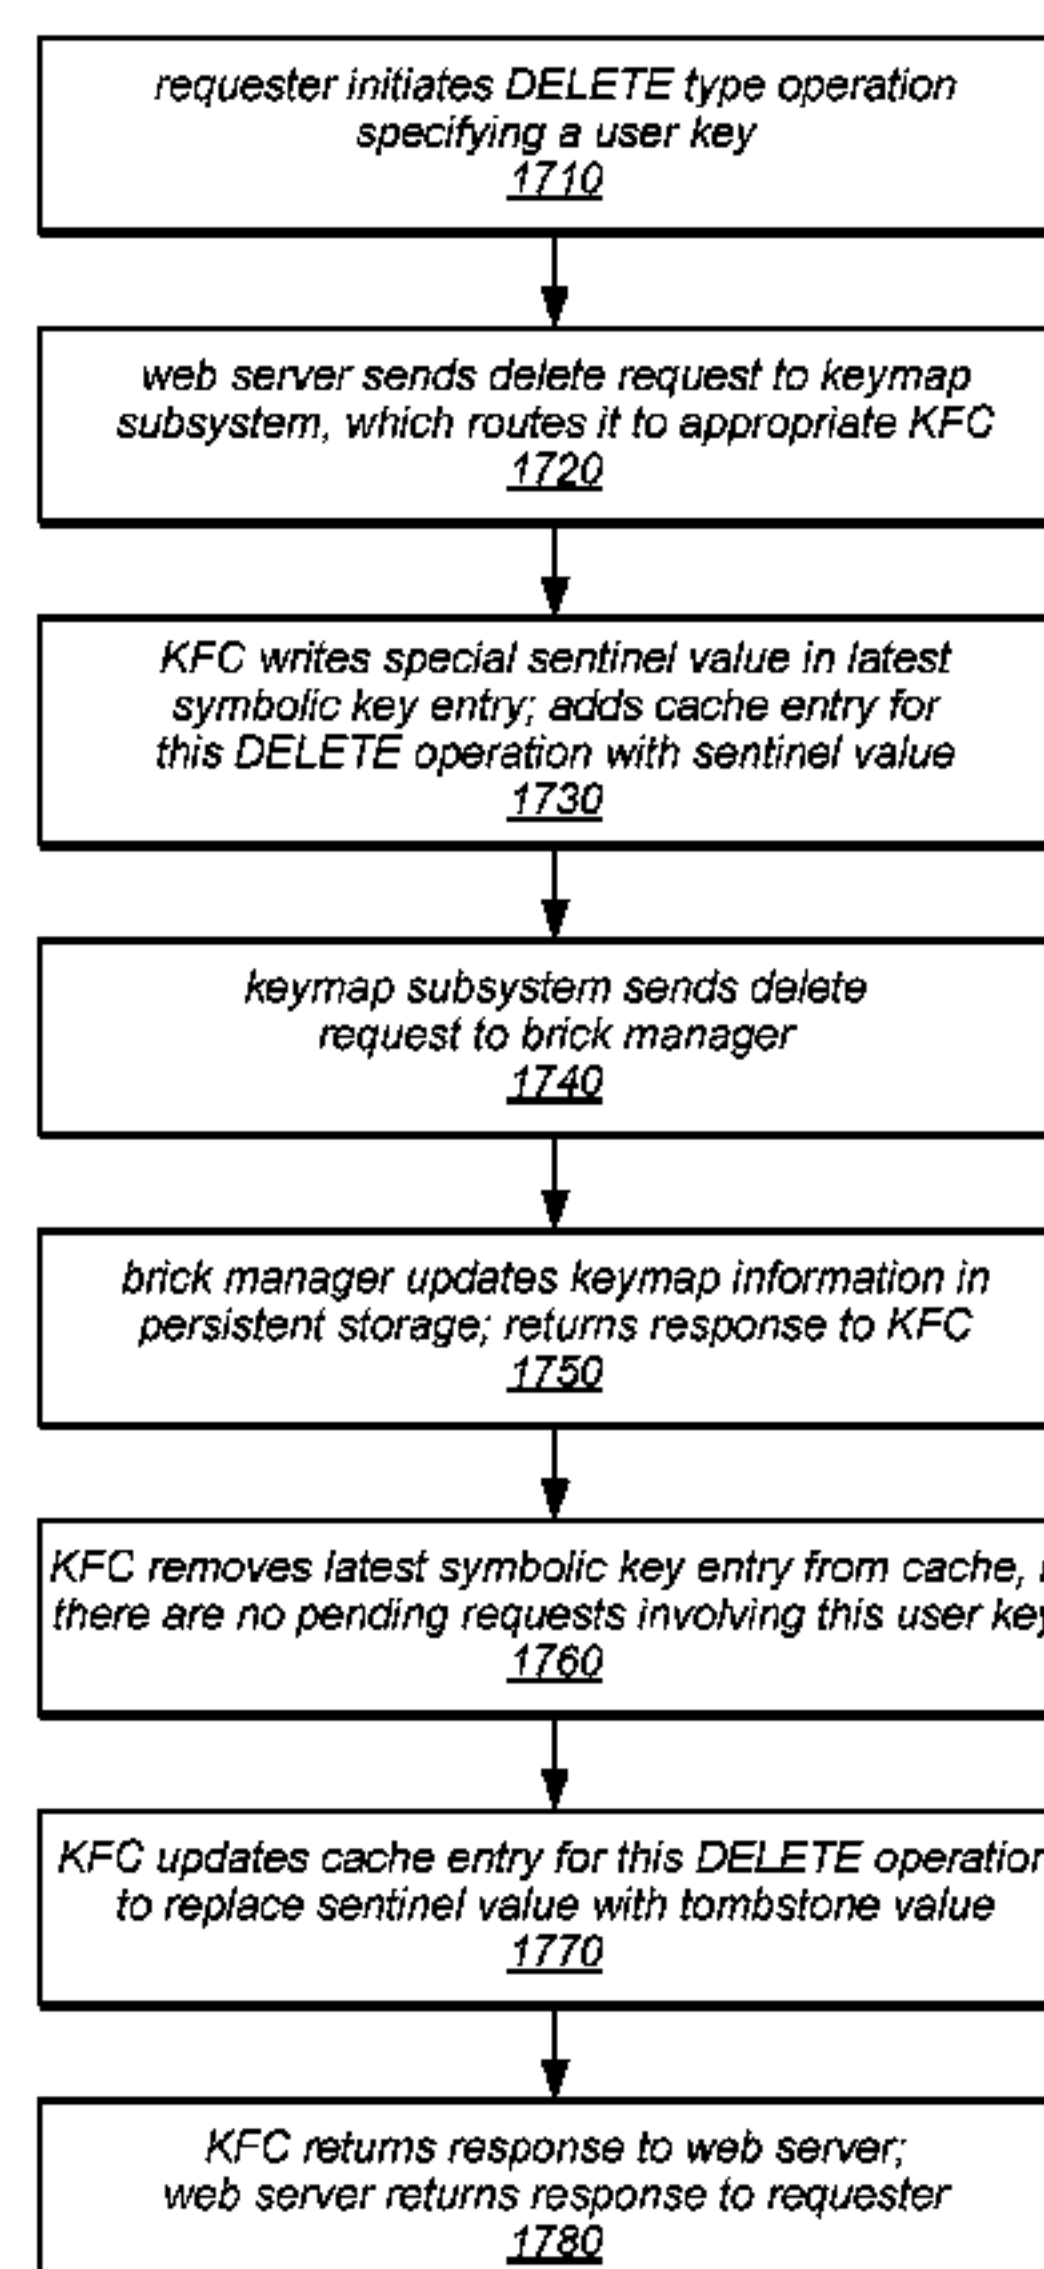 requester initiates DELETE type operation
specifying a user key
1710
web server sends delete request to keymap
subsystem, which routes it to appropriate KFC
1720
KFC writes special sentinel value in latest
symbolic key entry; adds cache entry for
this DELETE operation with sentinel value
1730
keymap subsystem sends delete
request to brick manager
1740
brick manager updates keymap information in
persistent storage; returns response to KFC
1750
KFC removes latest symbolic key entry from cache,
there are no pending requests involving this user key
1760
KFC updates cache entry for this DELETE operation
to replace sentinel value with tombstone value
1770
KFC returns response to web server;
web server returns response to requester
1780